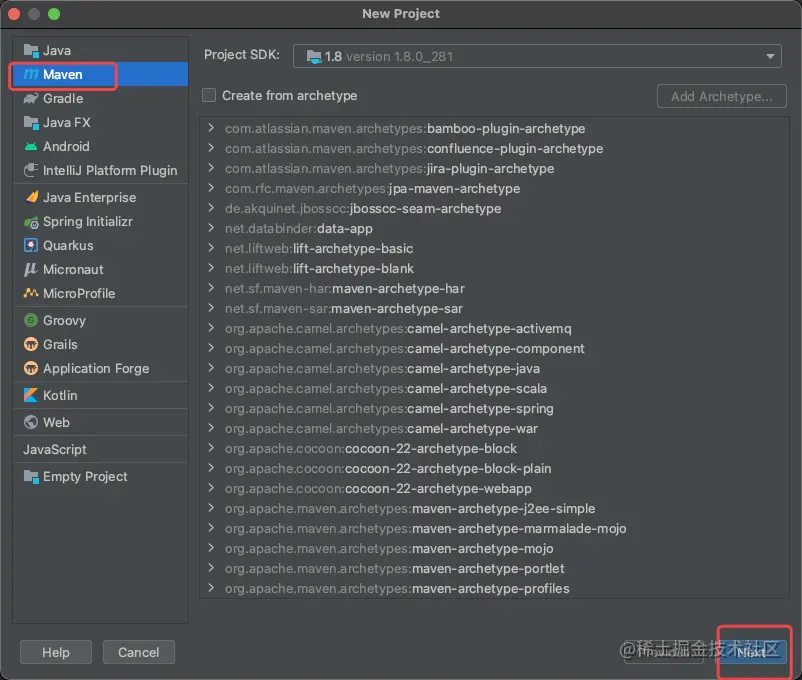 New Project
Java
Maven
Gradle
Java FX
Android
IntelliJ Platform Plugin
Java Enterprise
Spring Initializr
Quarkus
Micronaut
MicroProfile
Groovy
Grails
Application Forge
Kotlin
Web
JavaScript
Empty Project
Project SDK: 1.8 version 1.8.0_281
Create from archetype
Add Archetype...
com.atlassian.maven.archetypes:bamboo-plugin-archetype
com.atlassian.maven.archetypes:confluence-plugin-archetype
com.atlassian.maven.archetypes:jira-plugin-archetype
com.rfc.maven.archetypes:jpa-maven-archetype
de.akquinet.jbosscc:jbosscc-seam-archetype
net.databinder:data-app
net.liftweb:lift-archetype-basic
net.liftweb:lift-archetype-blank
net.sf.maven-har:maven-archetype-har
net.sf.maven-sar:maven-archetype-sar
org.apache.camel.archetypes:camel-archetype-activemq
org.apache.camel.archetypes:camel-archetype-component
org.apache.camel.archetypes:camel-archetype-java
org.apache.camel.archetypes:camel-archetype-scala
org.apache.camel.archetypes:camel-archetype-spring
org.apache.camel.archetypes:camel-archetype-war
org.apache.cocoon:cocoon-22-archetype-block
org.apache.cocoon:cocoon-22-archetype-block-plain
org.apache.cocoon:cocoon-22-archetype-webapp
org.apache.maven.archetypes:maven-archetype-j2ee-simple
org.apache.maven.archetypes:maven-archetype-marmalade-mojo
org.apache.maven.archetypes:maven-archetype-mojo
org.apache.maven.archetypes:maven-archetype-portlet
org.apache.maven.archetypes:maven-archetype-profiles
Help
Cancel
Previous
Next
@稀土掘金技术社区